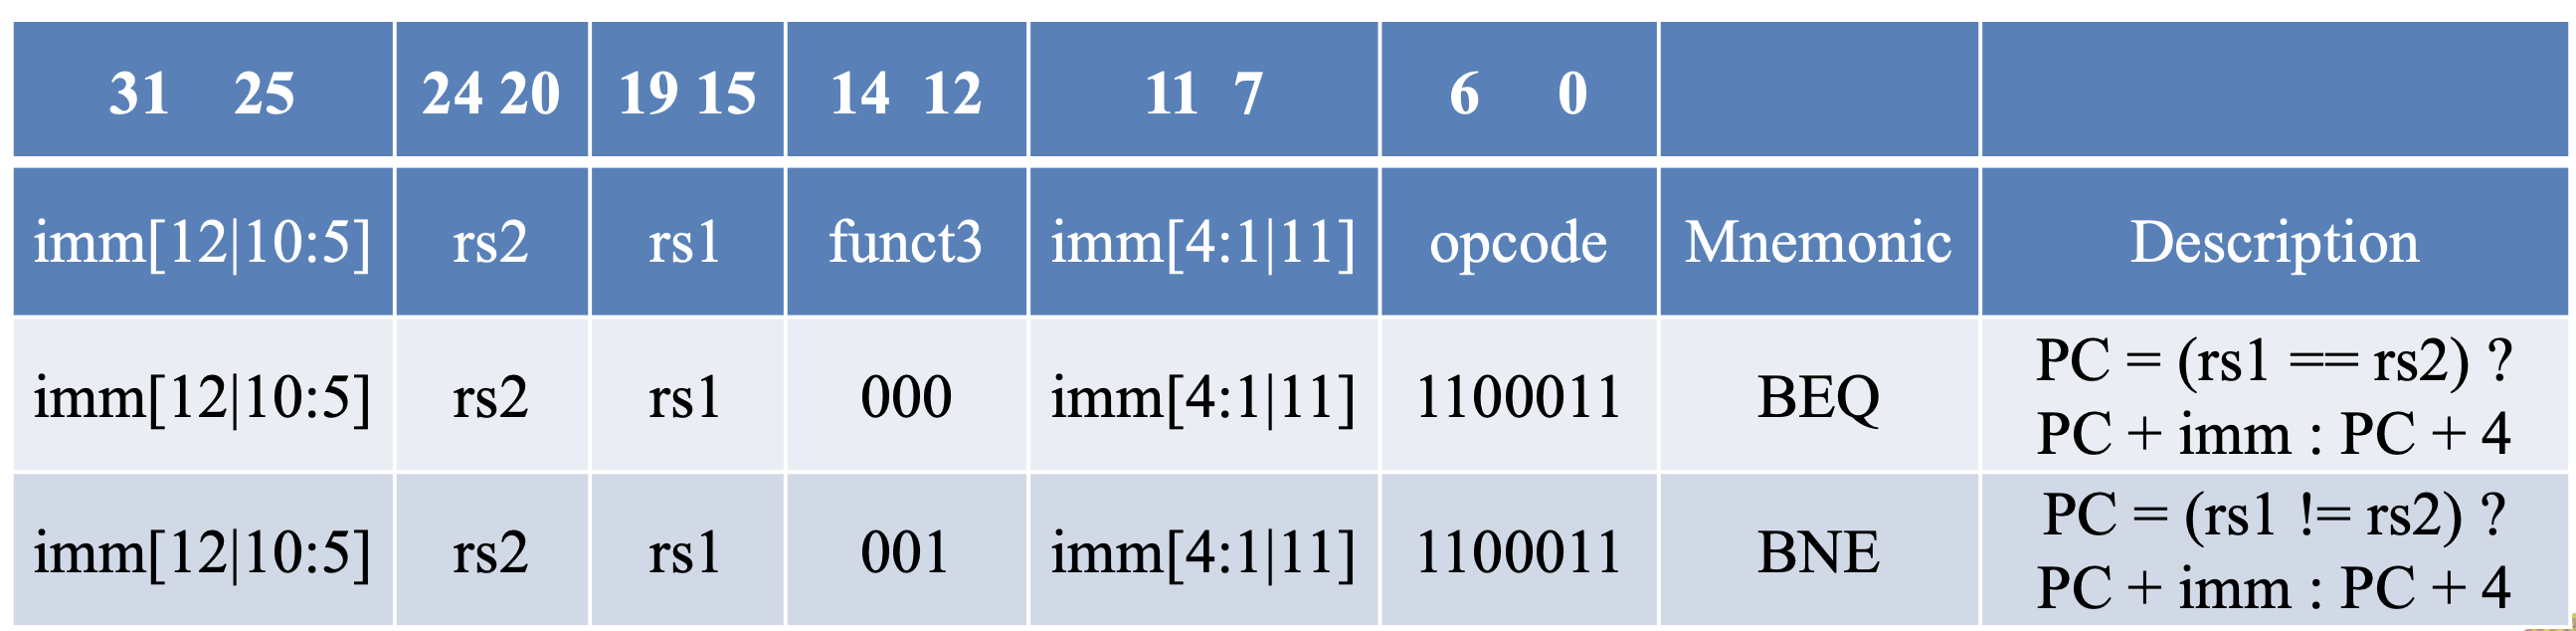 31 25 24 20 19 15 14 12 11 7 6 0
imm[12|10:5] rs2 rs1 funct3 imm[4:1|11] opcode Mnemonic Description
imm[12|10:5] rs2 rs1 000 imm[4:1|11] 1100011 BEQ PC = (rs1 == rs2) ?
PC + imm : PC + 4
imm[12|10:5] rs2 rs1 001 imm[4:1|11] 1100011 BNE PC = (rs1 != rs2) ?
PC + imm : PC + 4